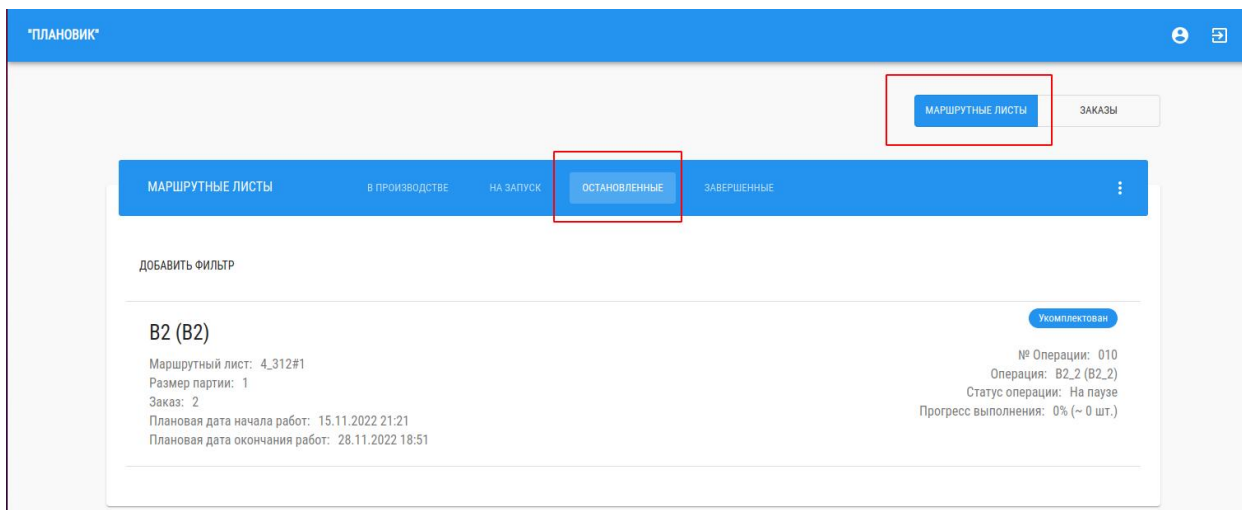 "ПЛАНОВИК"
МАРШРУТНЫЕ ЛИСТЫ ЗАКАЗЫ
МАРШРУТНЫЕ ЛИСТЫ В ПРОИЗВОДСТВЕ НА ЗАПУСК ОСТАНОВЛЕННЫЕ ЗАВЕРШЕННЫЕ
ДОБАВИТЬ ФИЛЬТР
B2 (B2)
Маршрутный лист: 4_312#1
Размер партии: 1
Заказ: 2
Плановая дата начала работ: 15.11.2022 21:21
Плановая дата окончания работ: 28.11.2022 18:51
Укомплектован
№ Операции: 010
Операция: B2_2 (B2_2)
Статус операции: На паузе
Прогресс выполнения: 0% (~ 0 шт.)